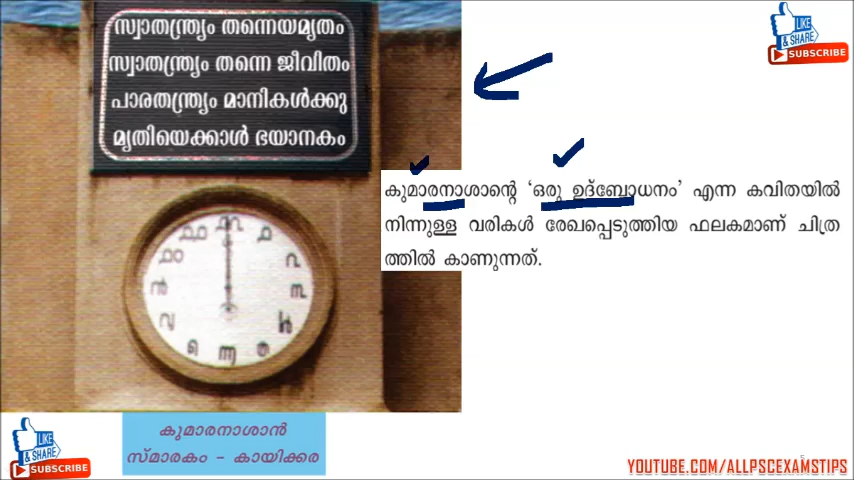 സ്വാതന്ത്ര്യം തന്നെയമൃതം
സ്വാതന്ത്ര്യം തന്നെ ജീവിതം
പാരതന്ത്ര്യം മാനികൾക്കു
മൃതിയെക്കാൾ ഭയാനകം
LIKE
& SHARE
SUBSCRIBE
കുമാരനാശാന്റെ ‘ഒരു ഉദ്ബോധനം’ എന്ന കവിതയിൽ
നിന്നുള്ള വരികൾ രേഖപ്പെടുത്തിയ ഫലകമാണ് ചിത്ര
ത്തിൽ കാണുന്നത്.
കുമാരനാശാൻ
സ്മാരകം - കായിക്കര
LIKE
& SHARE
SUBSCRIBE
YOUTUBE.COM/ALLPSCEXAMSTIPS